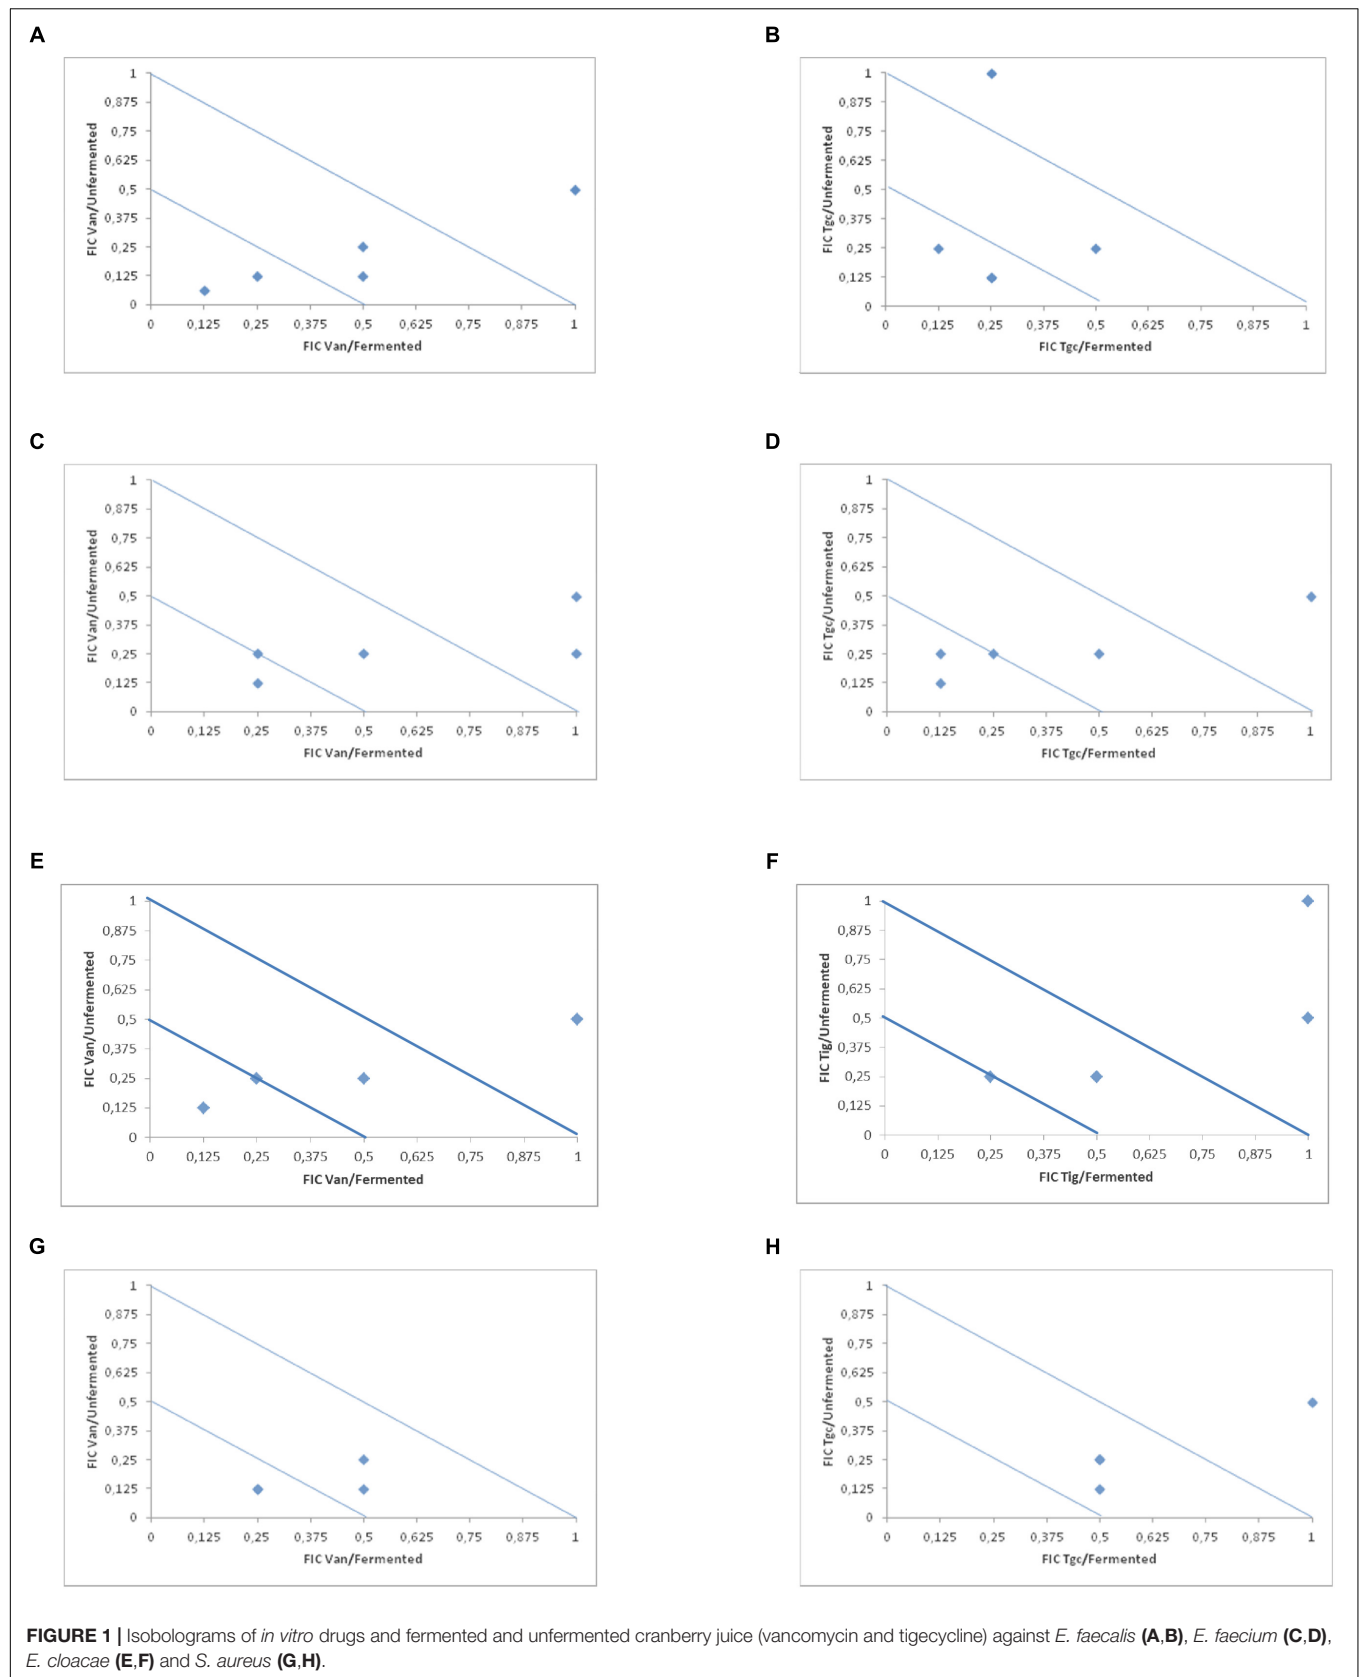 A
B
FIC Van/Unfermented
1
0,875
0,75
0,625
0,5
0,375
0,25
0,125
0
0 0,125 0,25 0,375 0,5 0,625 0,75 0,875 1
FIC Van/Fermented
FIC Tgc/Unfermented
1
0,875
0,75
0,625
0,5
0,375
0,25
0,125
0
0 0,125 0,25 0,375 0,5 0,625 0,75 0,875 1
FIC Tgc/Fermented
C
D
FIC Van/Unfermented
1
0,875
0,75
0,625
0,5
0,375
0,25
0,125
0
0 0,125 0,25 0,375 0,5 0,625 0,75 0,875 1
FIC Van/Fermented
FIC Tgc/Unfermented
1
0,875
0,75
0,625
0,5
0,375
0,25
0,125
0
0 0,125 0,25 0,375 0,5 0,625 0,75 0,875 1
FIC Tgc/Fermented
E
F
FIC Van/Unfermented
1
0,875
0,75
0,625
0,5
0,375
0,25
0,125
0
0 0,125 0,25 0,375 0,5 0,625 0,75 0,875 1
FIC Van/Fermented
FIC Tig/Unfermented
1
0,875
0,75
0,625
0,5
0,375
0,25
0,125
0
0 0,125 0,25 0,375 0,5 0,625 0,75 0,875 1
FIC Tig/Fermented
G
H
FIC Van/Unfermented
1
0,875
0,75
0,625
0,5
0,375
0,25
0,125
0
0 0,125 0,25 0,375 0,5 0,625 0,75 0,875 1
FIC Van/Fermented
FIC Tgc/Unfermented
1
0,875
0,75
0,625
0,5
0,375
0,25
0,125
0
0 0,125 0,25 0,375 0,5 0,625 0,75 0,875 1
FIC Tgc/Fermented
FIGURE 1 | Isobolograms of in vitro drugs and fermented and unfermented cranberry juice (vancomycin and tigecycline) against E. faecalis (A,B), E. faecium (C,D),
E. cloacae (E,F) and S. aureus (G,H).